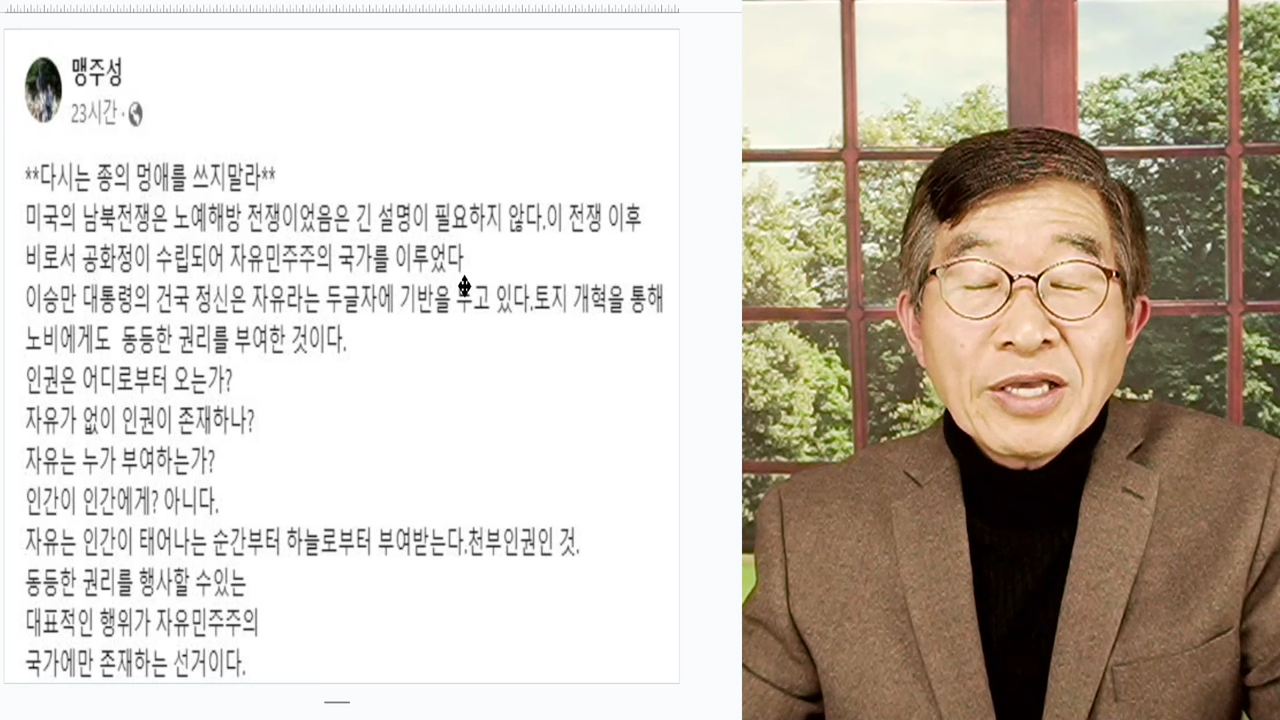 맹주성
23시간 ·
**다시는 종의 멍애를 쓰지말라**
미국의 남북전쟁은 노예해방 전쟁이었음은 긴 설명이 필요하지 않다.이 전쟁 이후
비로서 공화정이 수립되어 자유민주주의 국가를 이루었다
이승만 대통령의 건국 정신은 자유라는 두글자에 기반을 두고 있다.토지 개혁을 통해
노비에게도 동등한 권리를 부여한 것이다.
인권은 어디로부터 오는가?
자유가 없이 인권이 존재하나?
자유는 누가 부여하는가?
인간이 인간에게? 아니다.
자유는 인간이 태어나는 순간부터 하늘로부터 부여받는다.천부인권인 것.
동등한 권리를 행사할 수있는
대표적인 행위가 자유민주주의
국가에만 존재하는 선거이다.